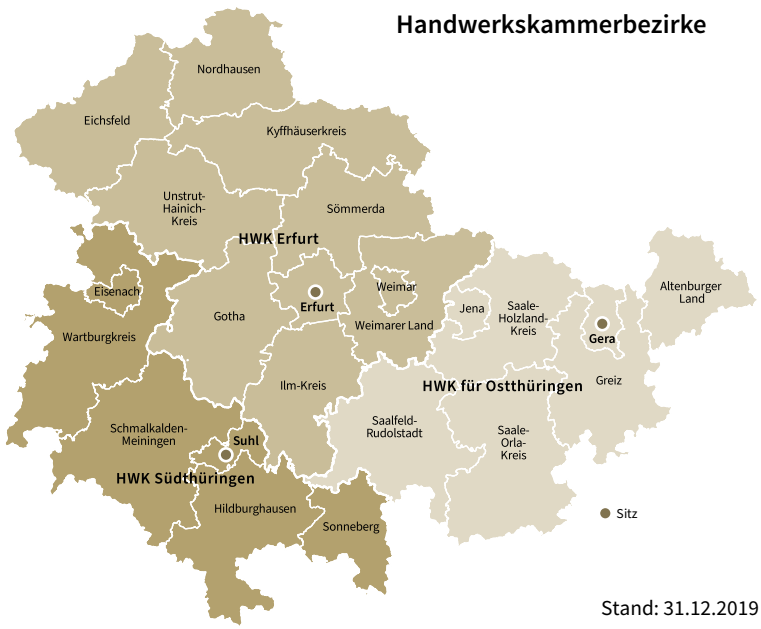 Handwerkskammerbezirke
Nordhausen
Eichsfeld
Kyffhäuserkreis
Unstrut-
Hainich-
Kreis
Sömmerda
HWK Erfurt
Eisenach
Weimar
Altenburger
Land
Erfurt
Gotha
Jena
Saale-
Holzland-
Kreis
Wartburgkreis
Weimarer Land
Gera
Ilm-Kreis
HWK für Ostthüringen
Greiz
Schmalkalden-
Meiningen
Suhl
Saalfeld-
Rudolstadt
Saale-
Orla-
Kreis
HWK Südthüringen
Hildburghausen
Sonneberg
Sitz
Stand: 31.12.2019